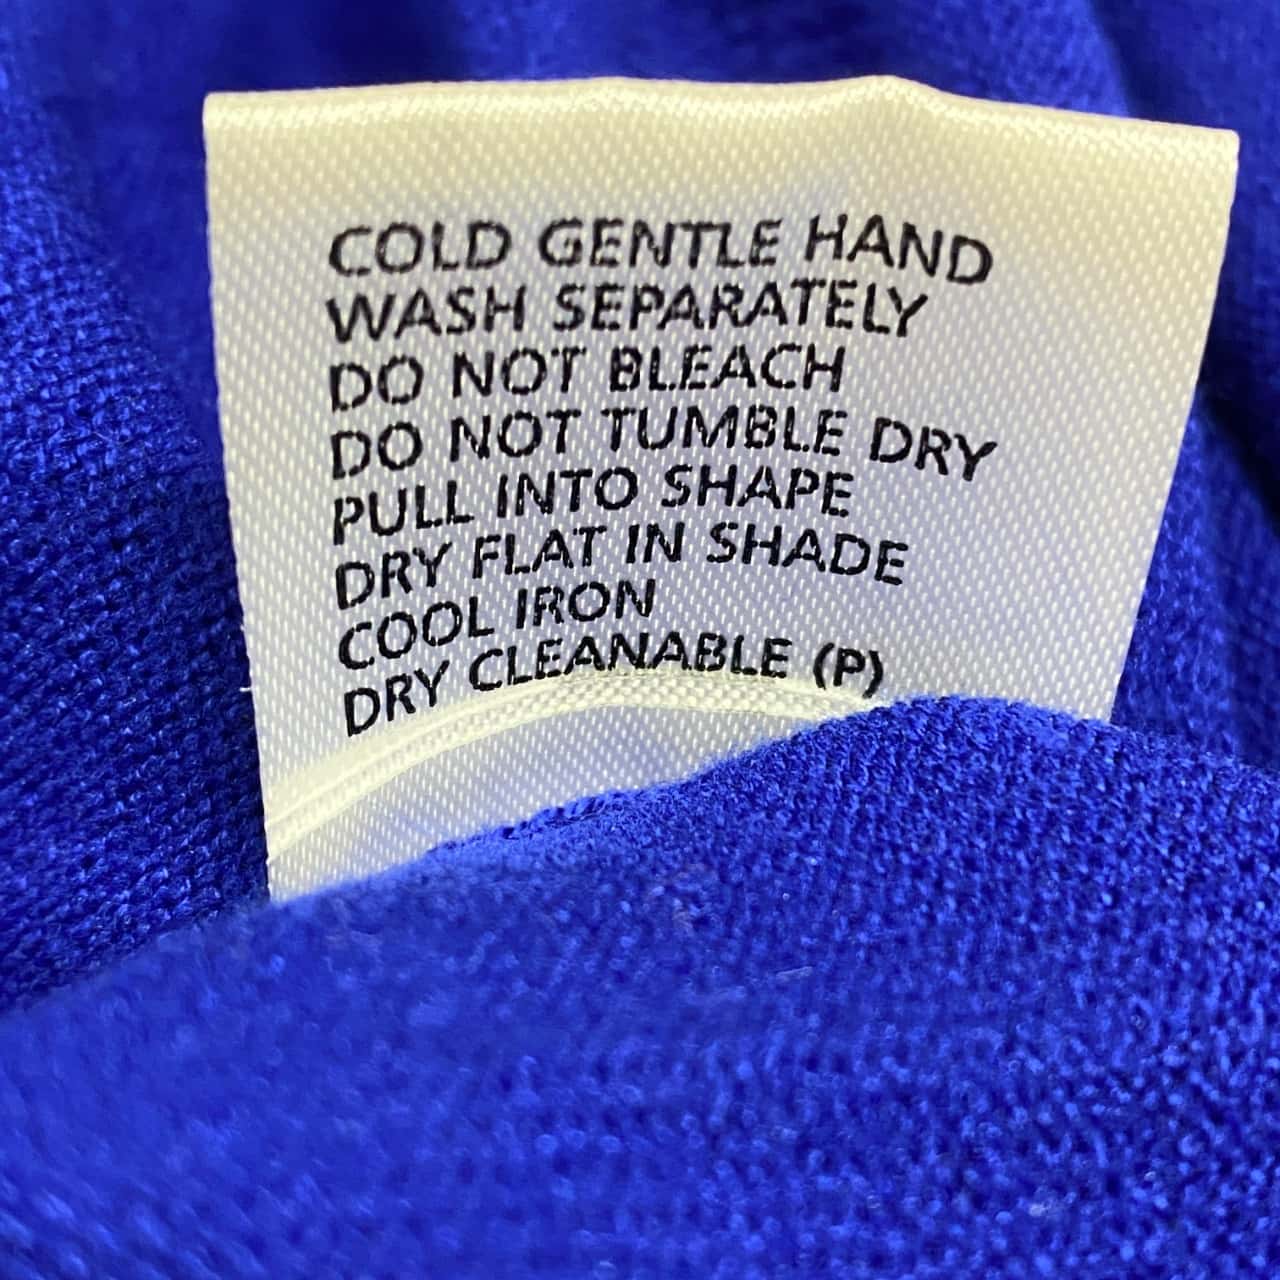 COLD GENTLE HAND
WASH SEPARATELY
DO NOT BLEACH
DO NOT TUMBLE DRY
PULL INTO SHAPE
DRY FLAT IN SHADE
COOL IRON
DRY CLEANABLE (P)